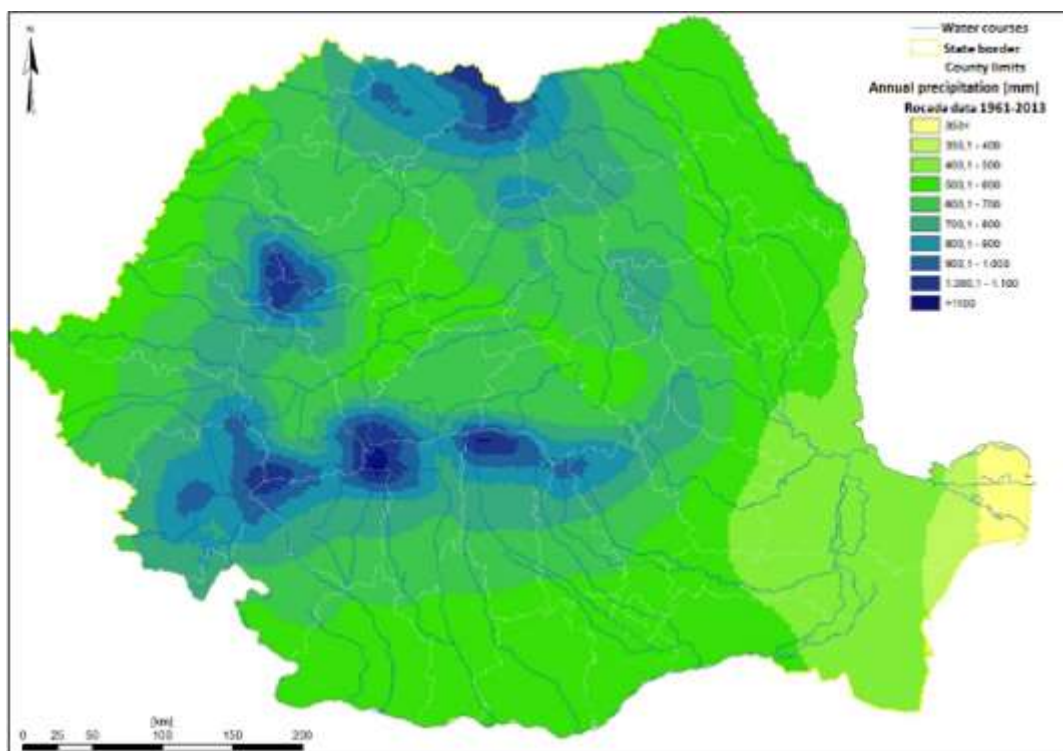 N
Water courses
State border
County limits
Annual precipitation [mm]
Rocada data 1961-2013
350<
350,1 - 400
400,1 - 500
500,1 - 600
600,1 - 700
700,1 - 800
800,1 - 900
900,1 - 1.000
1.000,1 - 1.100
>1100
[km]
0 25 50 100 150 200